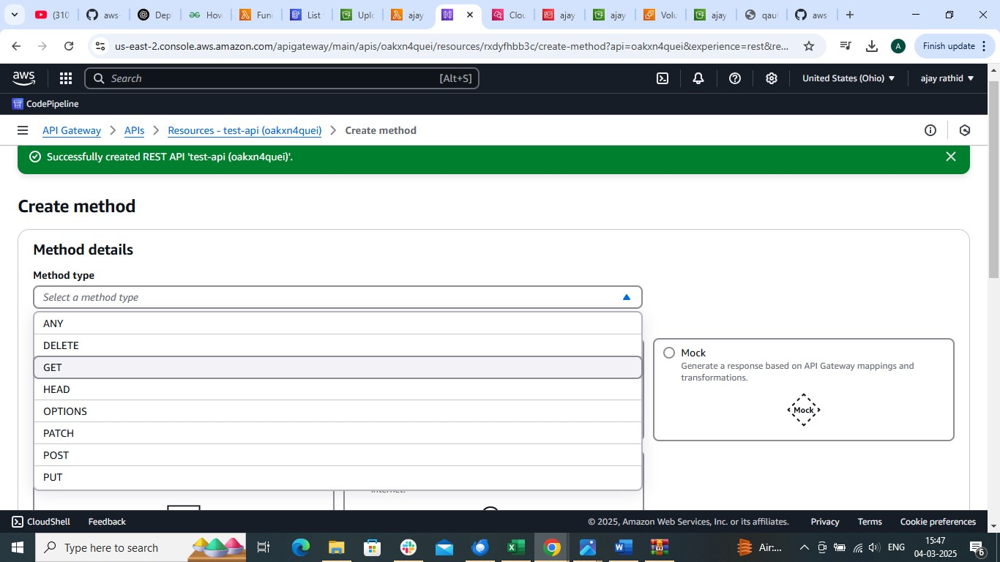 (310
aws-
Dep
How
Func
List
Uplo
ajay
Clou
ajay
ajay
Volu
ajay
qau
aws-
us-east-2.console.aws.amazon.com/apigateway/main/apis/oakxn4quei/resources/rxdyfhbb3c/create-method?api=oakxn4quei&experience=rest&re...
A
Finish update
aws
Search
[Alt+S]
United States (Ohio)
ajay rathid
CodePipeline
API Gateway
APIs
Resources - test-api (oakxn4quei)
Create method
Successfully created REST API 'test-api (oakxn4quei)'.
Create method
Method details
Method type
Select a method type
ANY
DELETE
GET
HEAD
OPTIONS
PATCH
POST
PUT
Mock
Generate a response based on API Gateway mappings and
transformations.
Mock
internet.
CloudShell
Feedback
© 2025, Amazon Web Services, Inc. or its affiliates.
Privacy
Terms
Cookie preferences
Type here to search
Air:...
ENG
15:47
04-03-2025
6